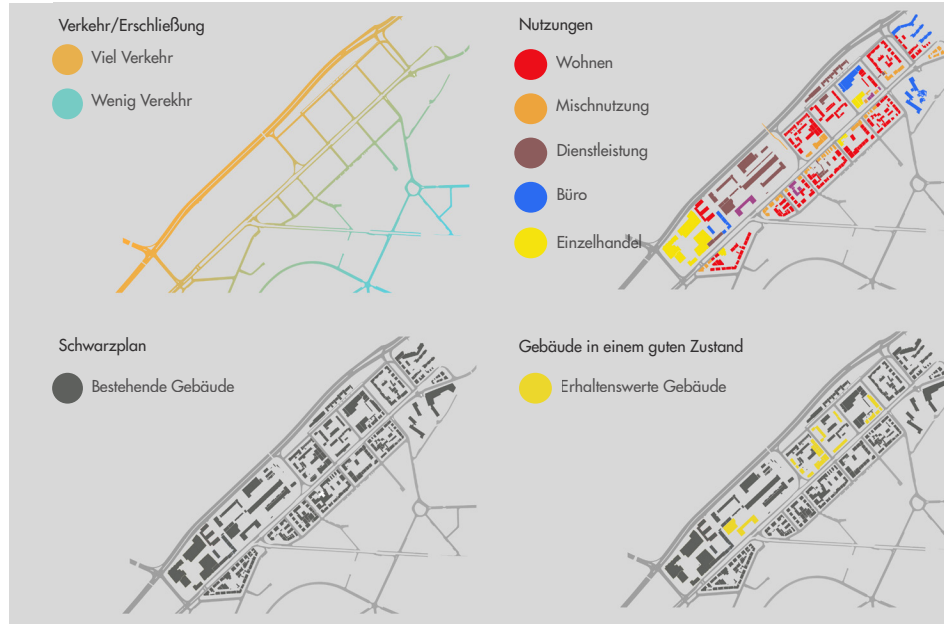 Verkehr/Erschließung
Viel Verkehr
Wenig Verekhr
Nutzungen
Wohnen
Mischnutzung
Dienstleistung
Büro
Einzelhandel
Schwarzplan
Bestehende Gebäude
Gebäude in einem guten Zustand
Erhaltenswerte Gebäude